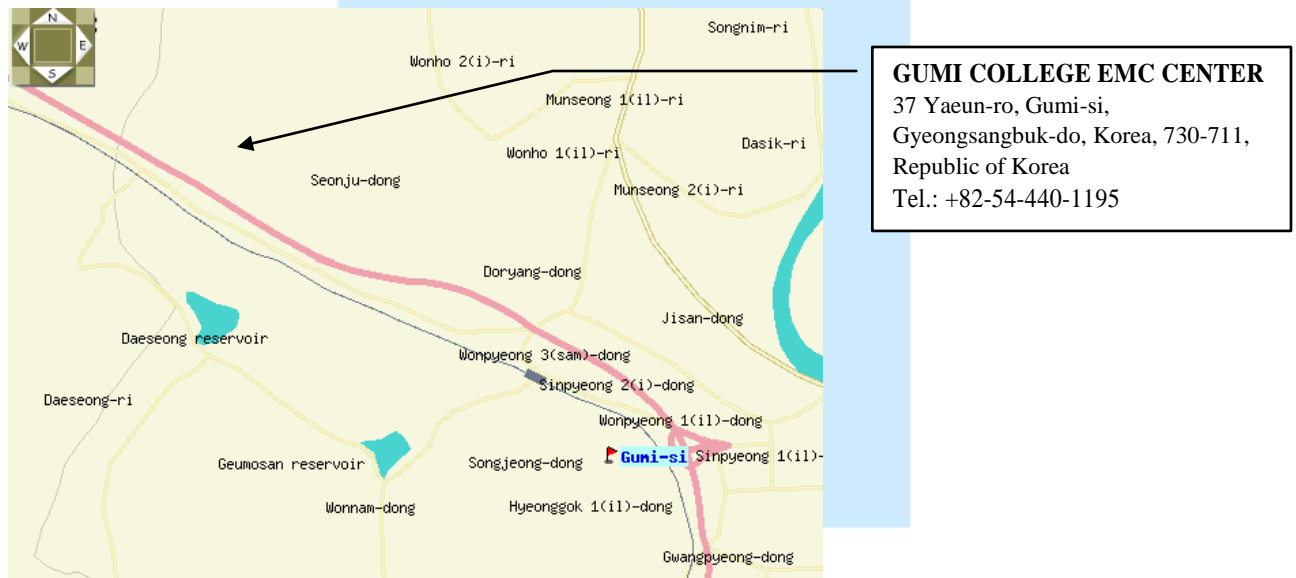 N
W E
S
Songnim-ri
Wonho 2(i)-ri
Munseong 1(il)-ri
Dasik-ri
Wonho 1(il)-ri
Seonju-dong
Munseong 2(i)-ri
Doryang-dong
Jisan-dong
Daeseong reservoir
Wonpyeong 3(sam)-dong
Sinpyeong 2(i)-dong
Daeseong-ri
Wonpyeong 1(il)-dong
Gumi-si
Sinpyeong 1(il)-
Geumosan reservoir
Songjeong-dong
Wonnam-dong
Hyeonggok 1(il)-dong
Gwangpyeong-dong
GUMI COLLEGE EMC CENTER
37 Yaeun-ro, Gumi-si,
Gyeongsangbuk-do, Korea, 730-711,
Republic of Korea
Tel.: +82-54-440-1195